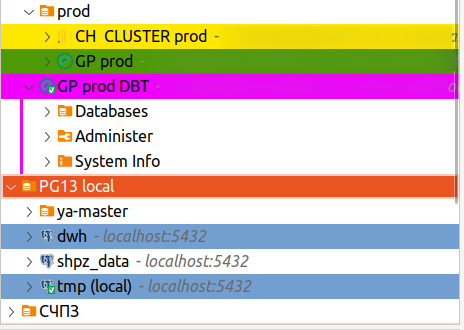 prod
CH CLUSTER prod -
GP prod -
GP prod DBT -
Databases
Administer
System Info
PG13 local
ya-master
dwh - localhost:5432
shpz_data - localhost:5432
tmp (local) - localhost:5432
СЧПЗ